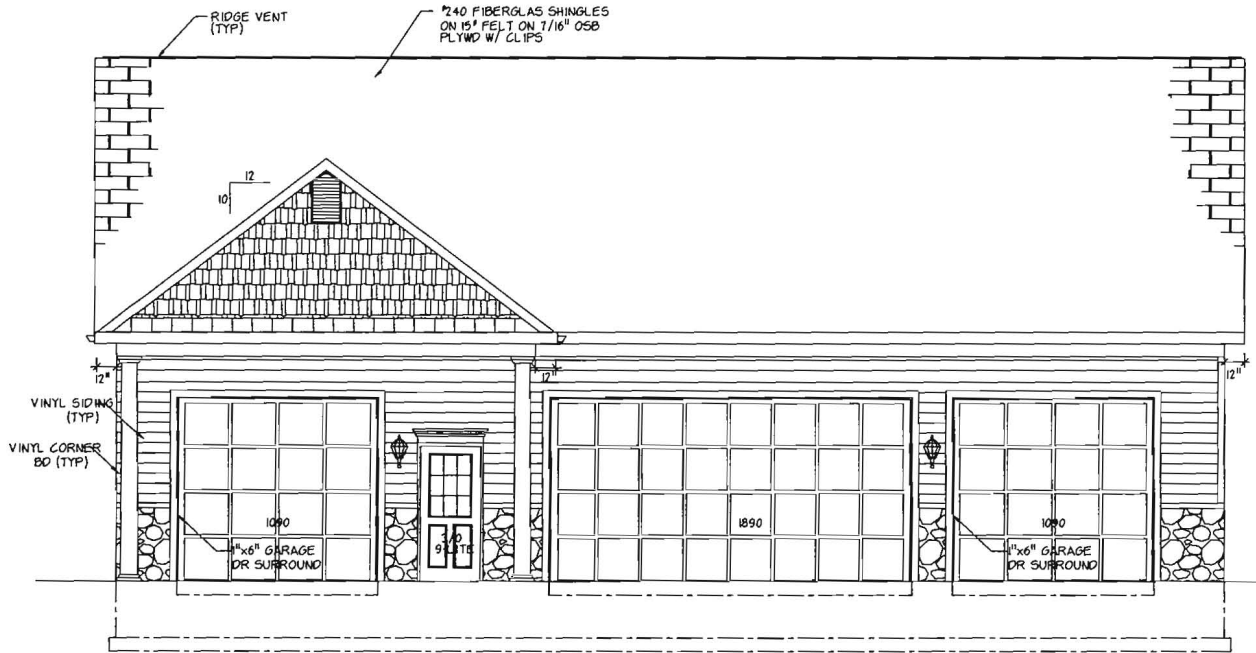 RIDGE VENT
(TYP)
#240 FIBERGLAS SHINGLES
ON 15# FELT ON 7/16" OSB
PLYWD W/ CLIPS
12
10
12"
12"
12"
VINYL SIDING
(TYP)
VINYL CORNER
BD (TYP)
1090
3/0
9-LITE
1890
1090
1"x6" GARAGE
DR SURROUND
1"x6" GARAGE
DR SURROUND